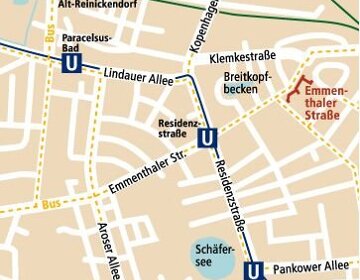 Alt-Reinickendorf
Kopenhagen
Bus
Paracelsus-
Bad
U
Lindauer Allee
Klemkestraße
Breitkopf-
becken
Emmen-
thaler
Straße
Residenz-
straße
U
Emmenthaler Str.
Residenzstraße
Bus
Aroser Allee
Schäfer-
see
U
Pankower Allee